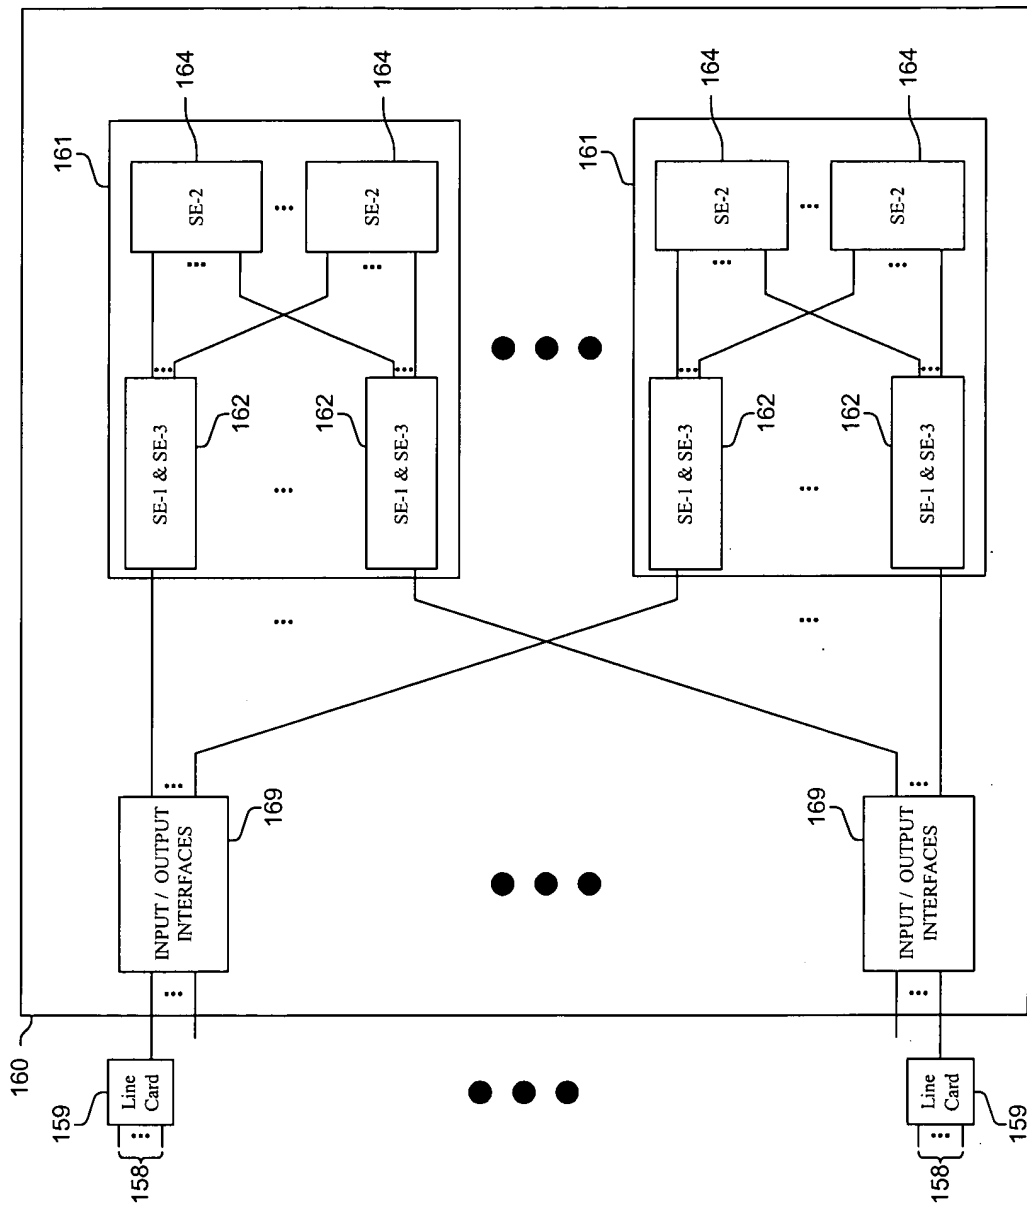 160
158
159
Line
Card
INPUT / OUTPUT
INTERFACES
169
SE-1 & SE-3
162
SE-1 & SE-3
162
161
SE-2
164
SE-2
164
158
159
Line
Card
INPUT / OUTPUT
INTERFACES
169
SE-1 & SE-3
162
SE-1 & SE-3
162
161
SE-2
164
SE-2
164